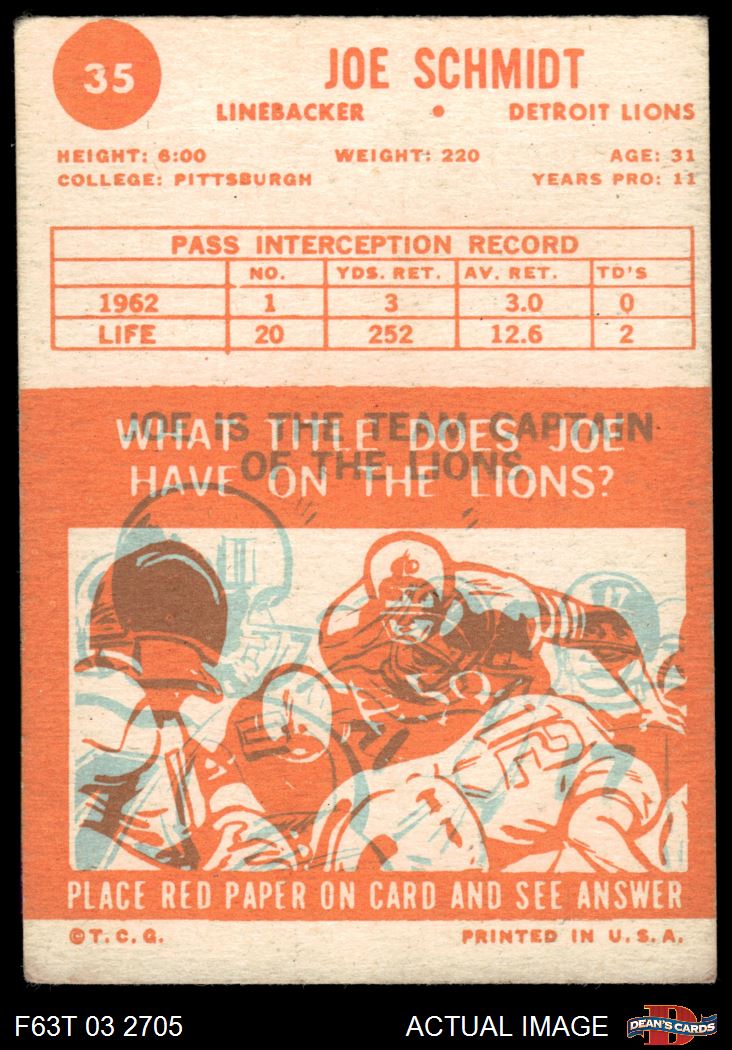 35
JOE SCHMIDT
LINEBACKER • DETROIT LIONS
HEIGHT: 6:00 WEIGHT: 220 AGE: 31
COLLEGE: PITTSBURGH YEARS PRO: 11
PASS INTERCEPTION RECORD
NO. YDS. RET. AV. RET. TD'S
1962 1 3 3.0 0
LIFE 20 252 12.6 2
WHAT TITLE DOES JOE
HAVE ON THE LIONS?
JOE IS THE TEAM CAPTAIN
OF THE LIONS
PLACE RED PAPER ON CARD AND SEE ANSWER
©T.C.G. PRINTED IN U.S.A.
F63T 03 2705 ACTUAL IMAGE
D
DEAN'S CARDS